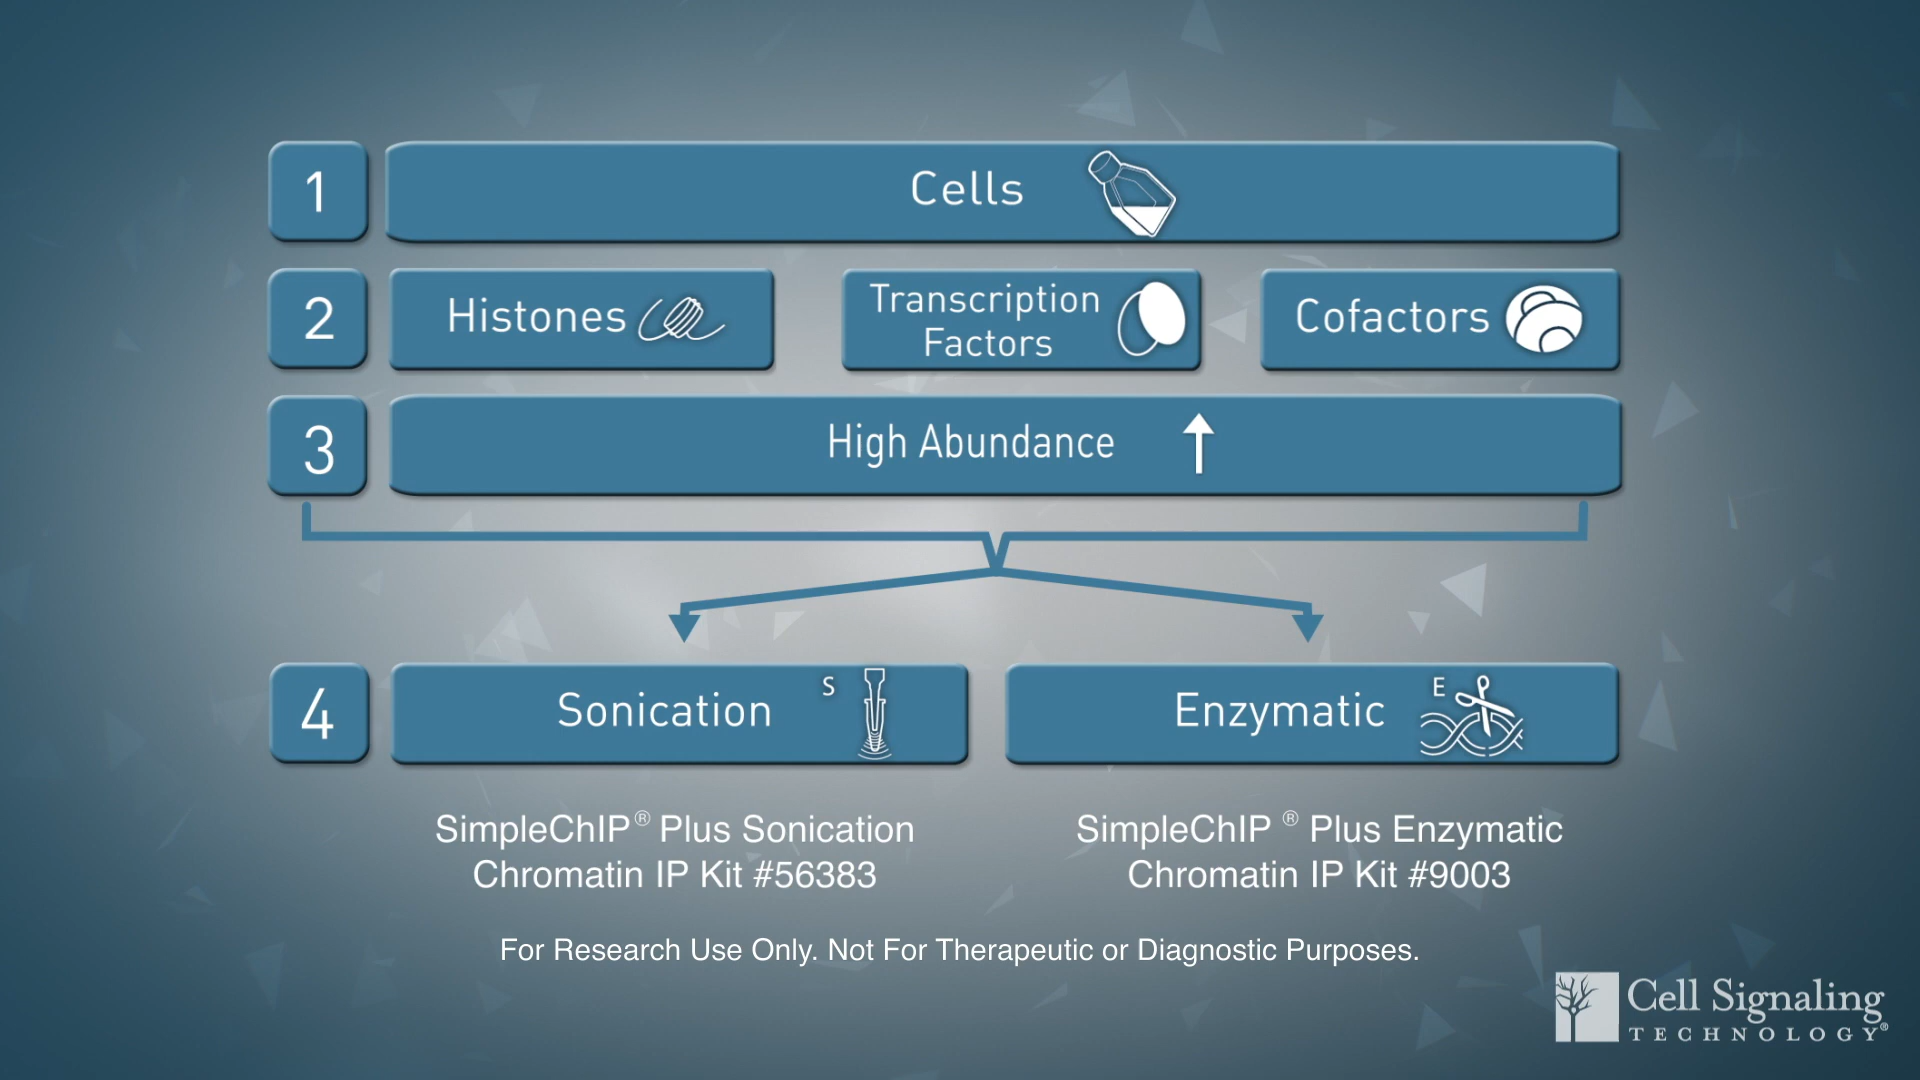 1
Cells
2
Histones
Transcription
Factors
Cofactors
3
High Abundance
4
Sonication S
Enzymatic E
SimpleChIP® Plus Sonication
Chromatin IP Kit #56383
SimpleChIP ® Plus Enzymatic
Chromatin IP Kit #9003
For Research Use Only. Not For Therapeutic or Diagnostic Purposes.
Cell Signaling
TECHNOLOGY®